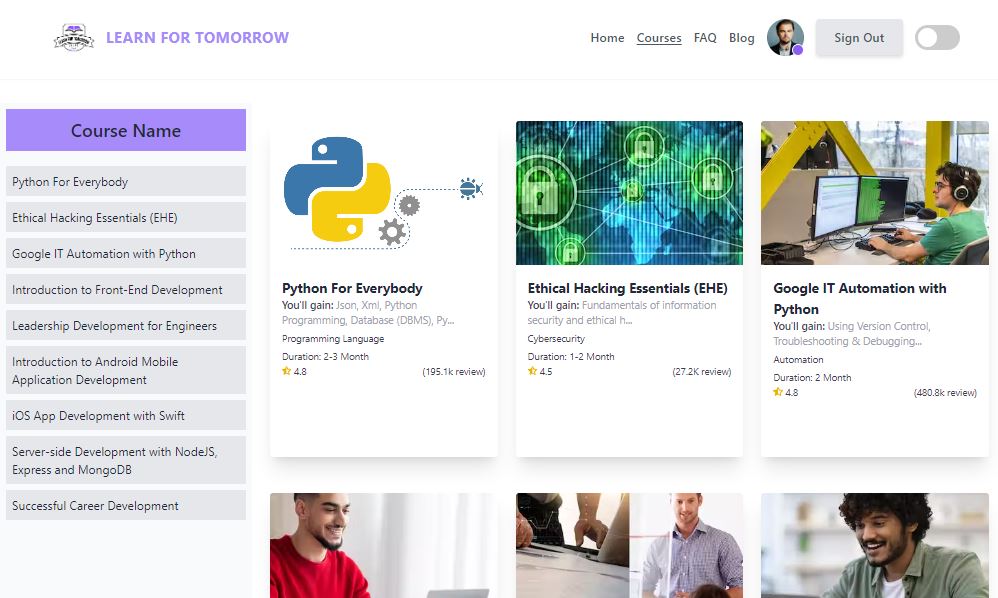 LEARN FOR TOMORROW
Home Courses FAQ Blog Sign Out
Course Name
Python For Everybody
Ethical Hacking Essentials (EHE)
Google IT Automation with Python
Introduction to Front-End Development
Leadership Development for Engineers
Introduction to Android Mobile
Application Development
iOS App Development with Swift
Server-side Development with NodeJS,
Express and MongoDB
Successful Career Development
Python For Everybody
You'll gain: Json, Xml, Python
Programming, Database (DBMS), Py...
Programming Language
Duration: 2-3 Month
4.8 (195.1k review)
Ethical Hacking Essentials (EHE)
You'll gain: Fundamentals of information
security and ethical h...
Cybersecurity
Duration: 1-2 Month
4.5 (27.2K review)
Google IT Automation with
Python
You'll gain: Using Version Control,
Troubleshooting & Debugging...
Automation
Duration: 2 Month
4.8 (480.8k review)